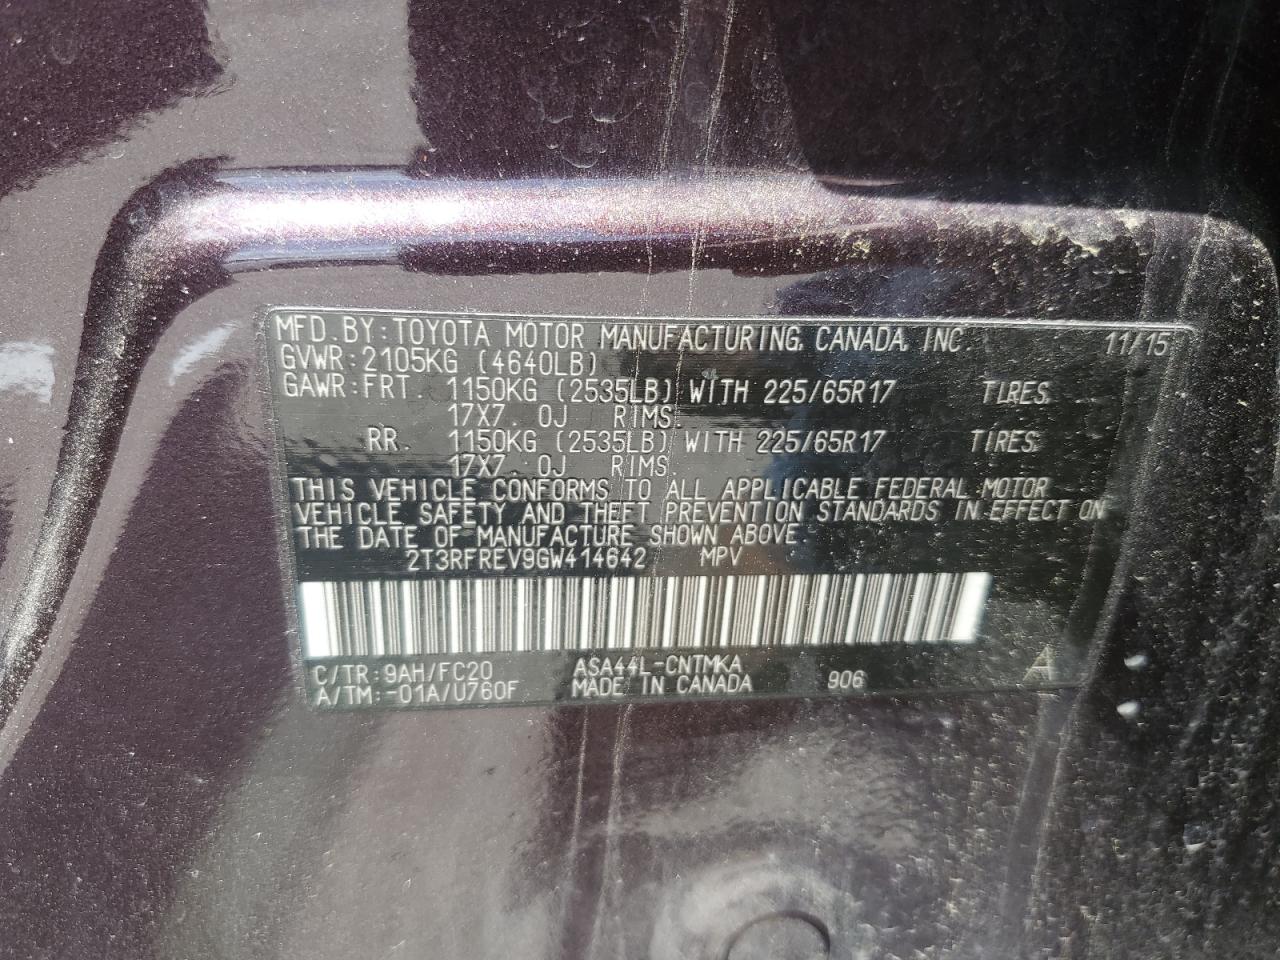 MFD.BY:TOYOTA MOTOR MANUFACTURING, CANADA, INC. 11/15
GVWR:2105KG (4640LB)
GAWR:FRT. 1150KG (2535LB) WITH 225/65R17 TIRES
17X7.0J RIMS.
RR. 1150KG (2535LB) WITH 225/65R17 TIRES
17X7.0J RIMS.
THIS VEHICLE CONFORMS TO ALL APPLICABLE FEDERAL MOTOR
VEHICLE SAFETY AND THEFT PREVENTION STANDARDS IN EFFECT ON
THE DATE OF MANUFACTURE SHOWN ABOVE.
2T3RFREV9GW414642 MPV
C/TR:9AH/FC20 ASA44L-CNTMKA A
A/TM:-01A/U760F MADE IN CANADA 906